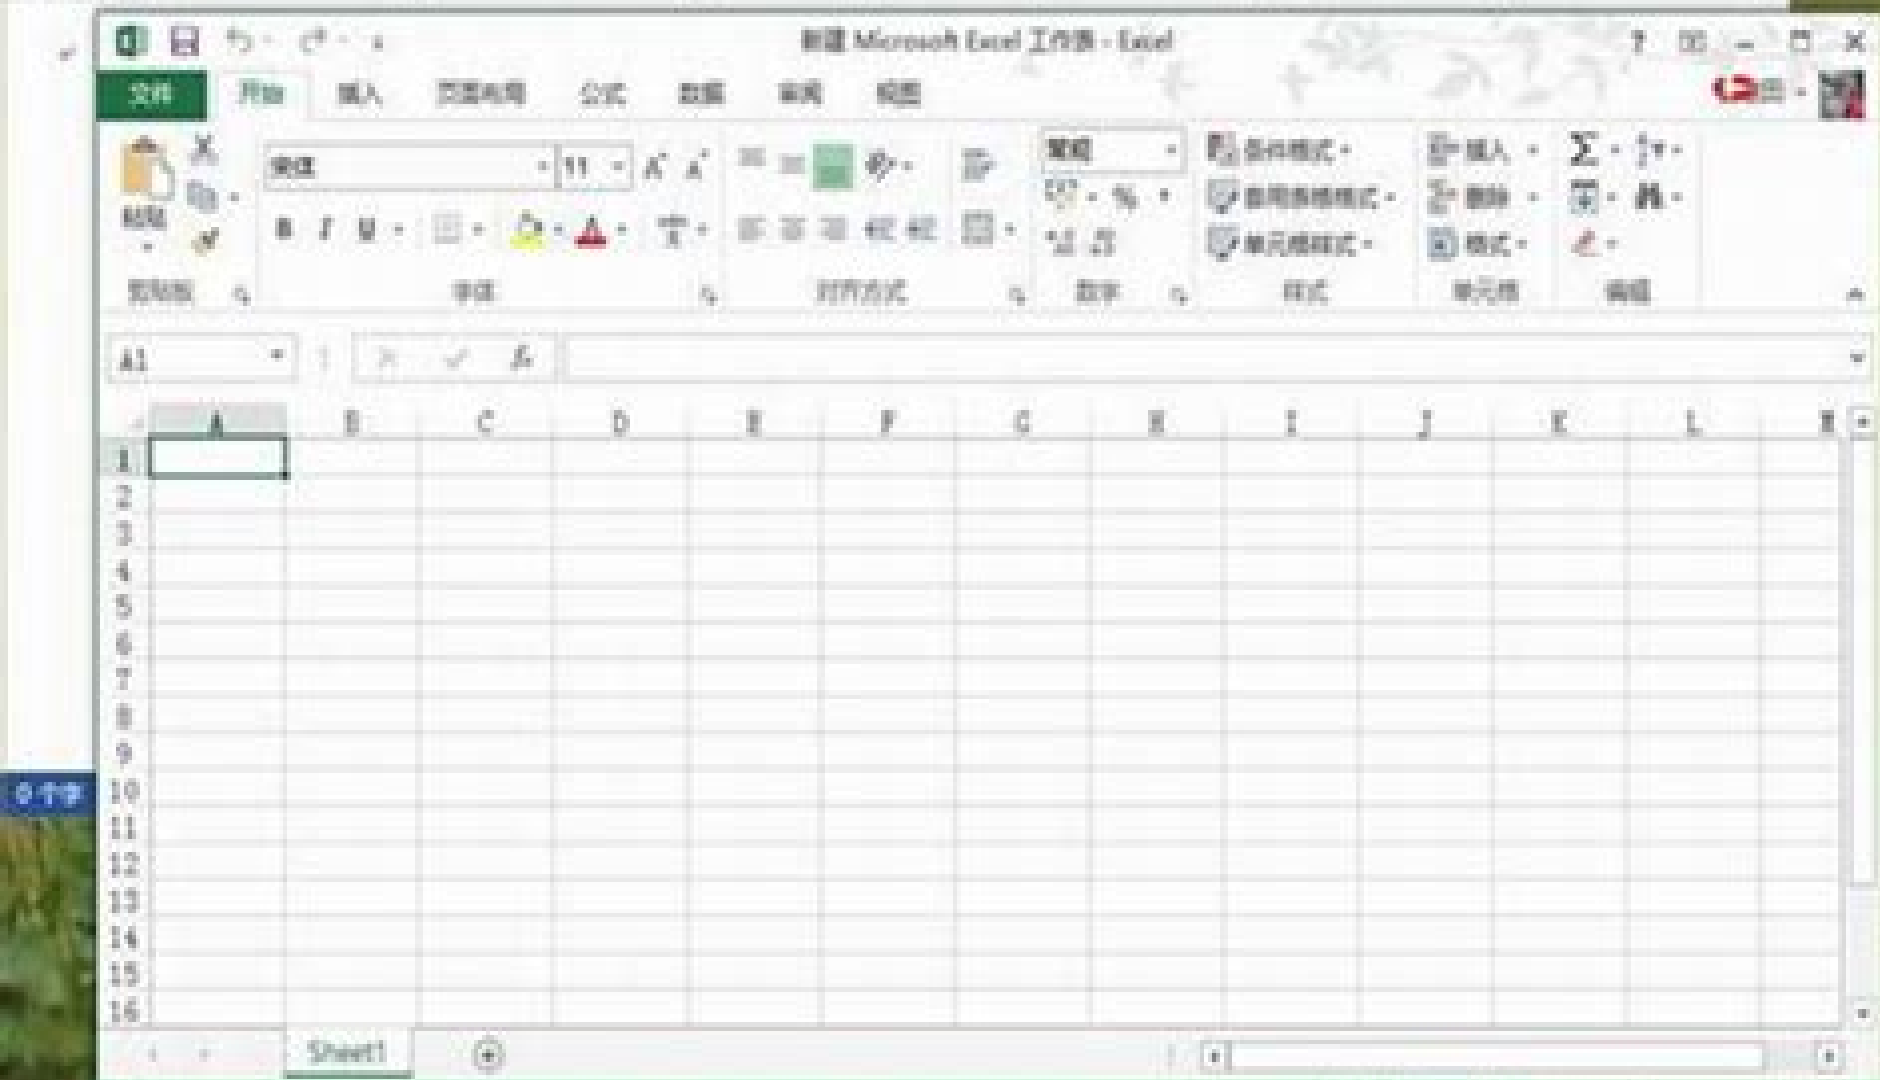 新建 Microsoft Excel 工作表 - Excel
文件 开始 插入 页面布局 公式 数据 审阅 视图
宋体 11 常规 条件格式 插入 Σ
粘贴 % 套用表格格式 删除
B I U A 单元格样式 格式
剪贴板 字体 对齐方式 数字 样式 单元格 编辑
A1 fx
A B C D E F G H I J K L M
1
2
3
4
5
6
7
8
9
0 个字 10
11
12
13
14
15
16
Sheet1